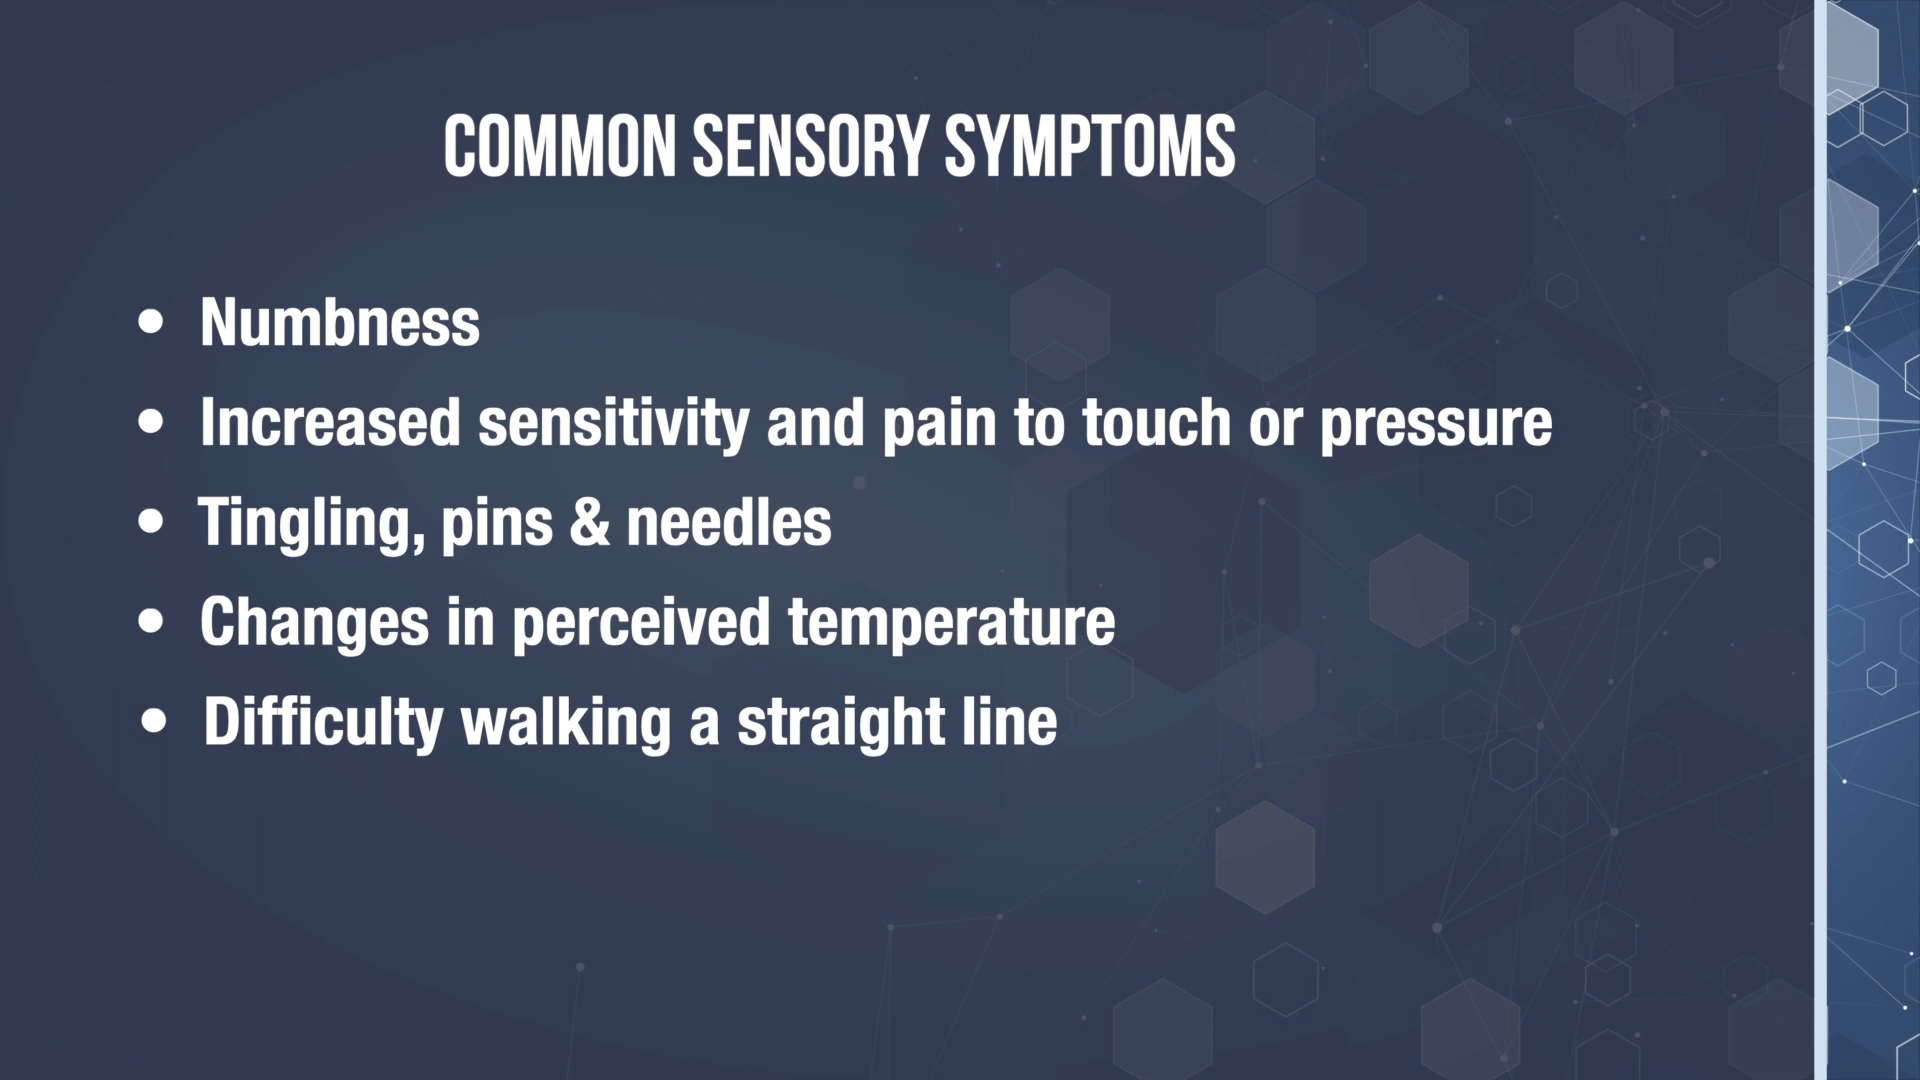 COMMON SENSORY SYMPTOMS
• Numbness
• Increased sensitivity and pain to touch or pressure
• Tingling, pins & needles
• Changes in perceived temperature
• Difficulty walking a straight line